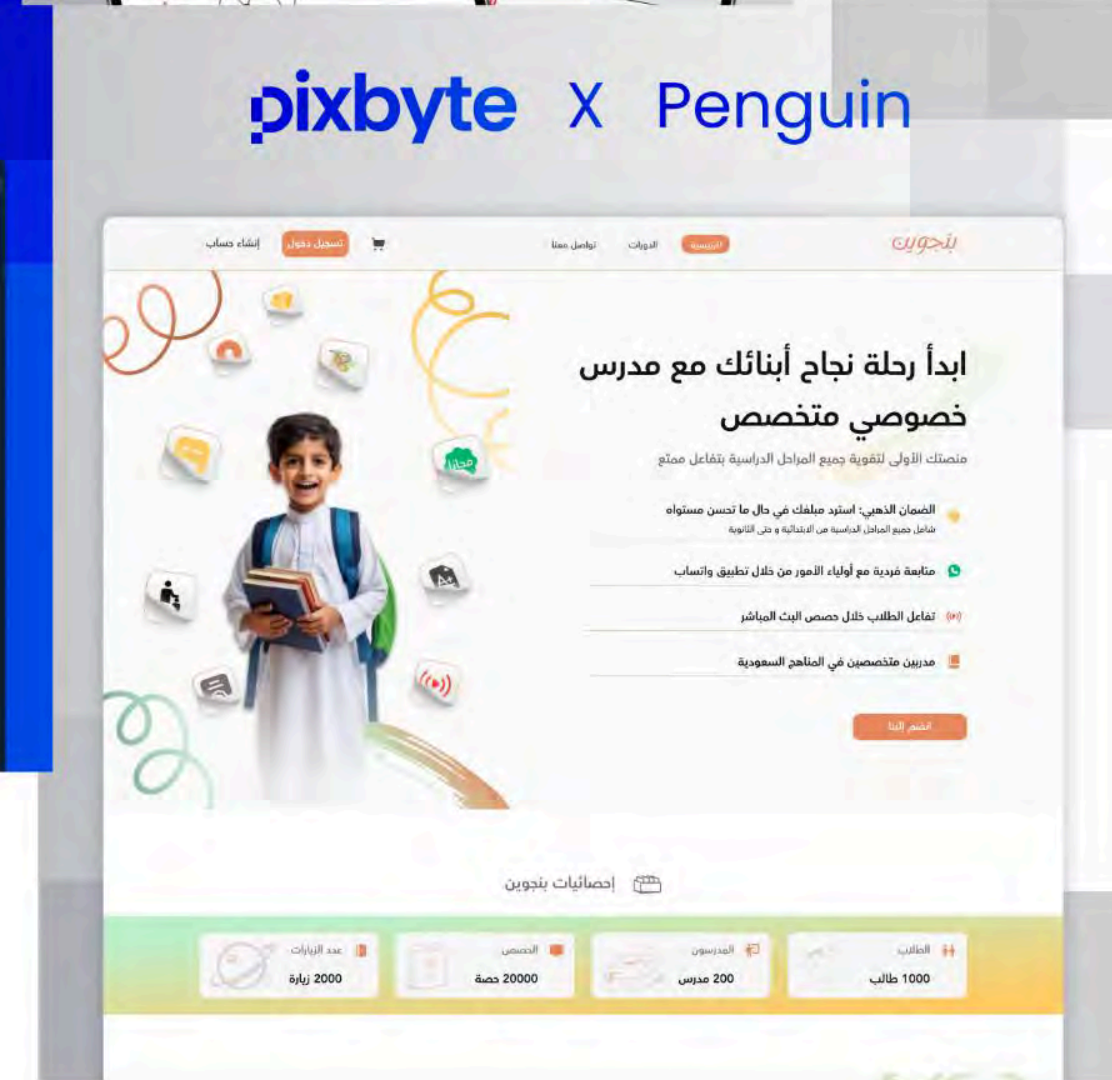 pixbyte X Penguin
بنجوين
الرئيسية
الدورات
تواصل معنا
تسجيل دخول
إنشاء حساب
ابدأ رحلة نجاح أبنائك مع مدرس
خصوصي متخصص
منصتك الأولى لتقوية جميع المراحل الدراسية بتفاعل ممتع
الضمان الذهبي: استرد مبلغك في حال ما تحسن مستواه
شامل جميع المراحل الدراسية من الابتدائية و حتى الثانوية
متابعة فردية مع أولياء الأمور من خلال تطبيق واتساب
تفاعل الطلاب خلال حصص البث المباشر
مدربين متخصصين في المناهج السعودية
انضم إلينا
مجانا
A+
إحصائيات بنجوين
الطلاب
1000 طالب
المدرسون
200 مدرس
الحصص
20000 حصة
عدد الزيارات
2000 زيارة